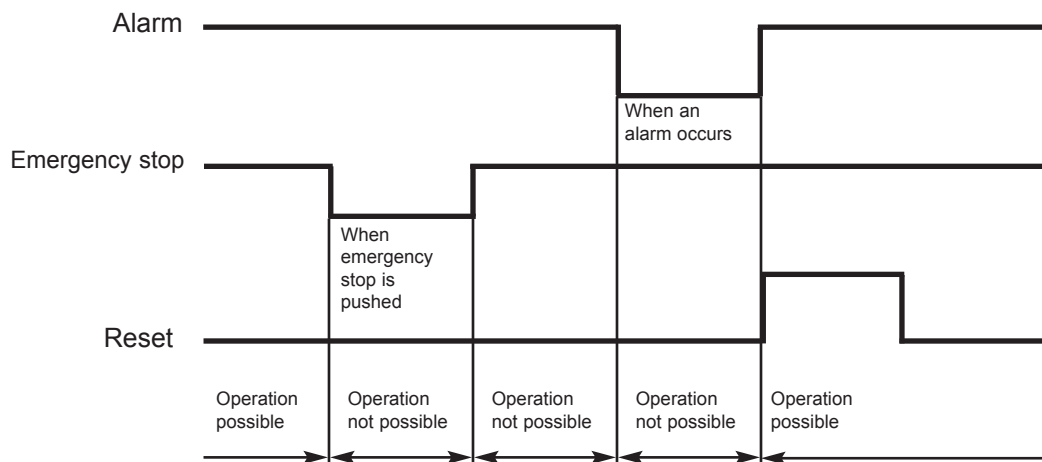 Alarm
When an
alarm occurs
Emergency stop
When
emergency
stop is
pushed
Reset
Operation
possible
Operation
not possible
Operation
not possible
Operation
not possible
Operation
possible